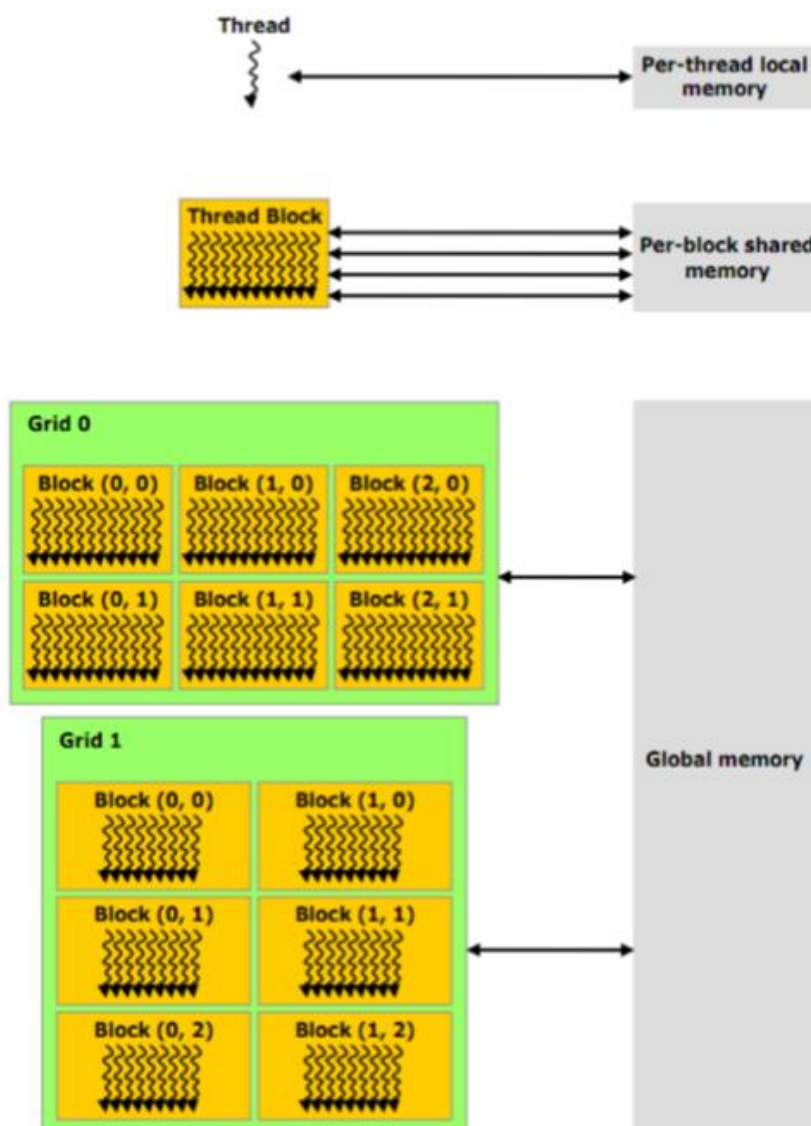 Thread
Per-thread local
memory
Thread Block
Per-block shared
memory
Grid 0
Block (0, 0)
Block (1, 0)
Block (2, 0)
Block (0, 1)
Block (1, 1)
Block (2, 1)
Global memory
Grid 1
Block (0, 0)
Block (1, 0)
Block (0, 1)
Block (1, 1)
Block (0, 2)
Block (1, 2)